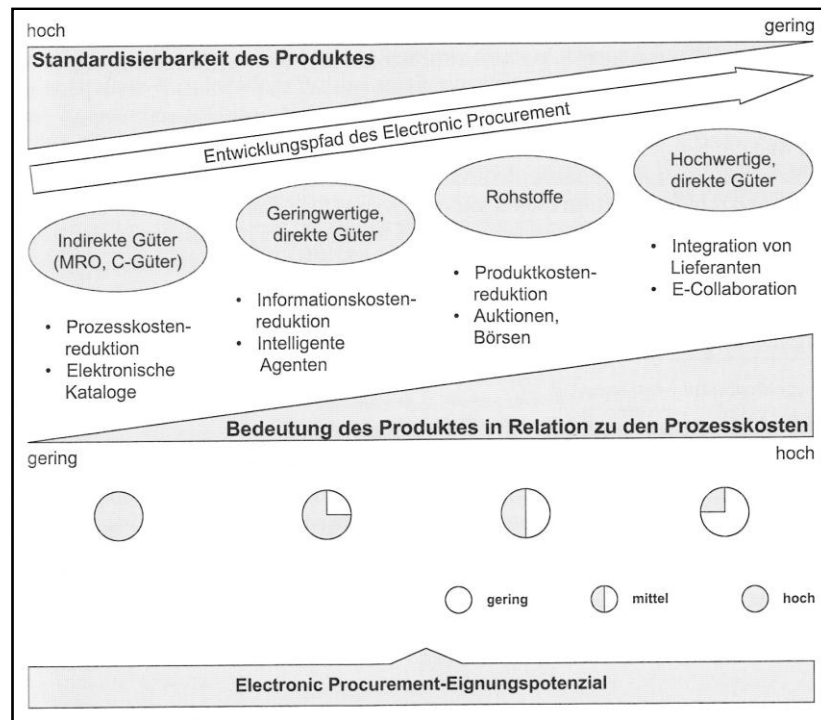 hoch
gering
Standardisierbarkeit des Produktes
Entwicklungspfad des Electronic Procurement
Indirekte Güter
(MRO, C-Güter)
• Prozesskosten-
reduktion
• Elektronische
Kataloge
Geringwertige,
direkte Güter
• Informationskosten-
reduktion
• Intelligente
Agenten
Rohstoffe
• Produktkosten-
reduktion
• Auktionen,
Börsen
Hochwertige,
direkte Güter
• Integration von
Lieferanten
• E-Collaboration
Bedeutung des Produktes in Relation zu den Prozesskosten
gering
hoch
gering
mittel
hoch
Electronic Procurement-Eignungspotenzial